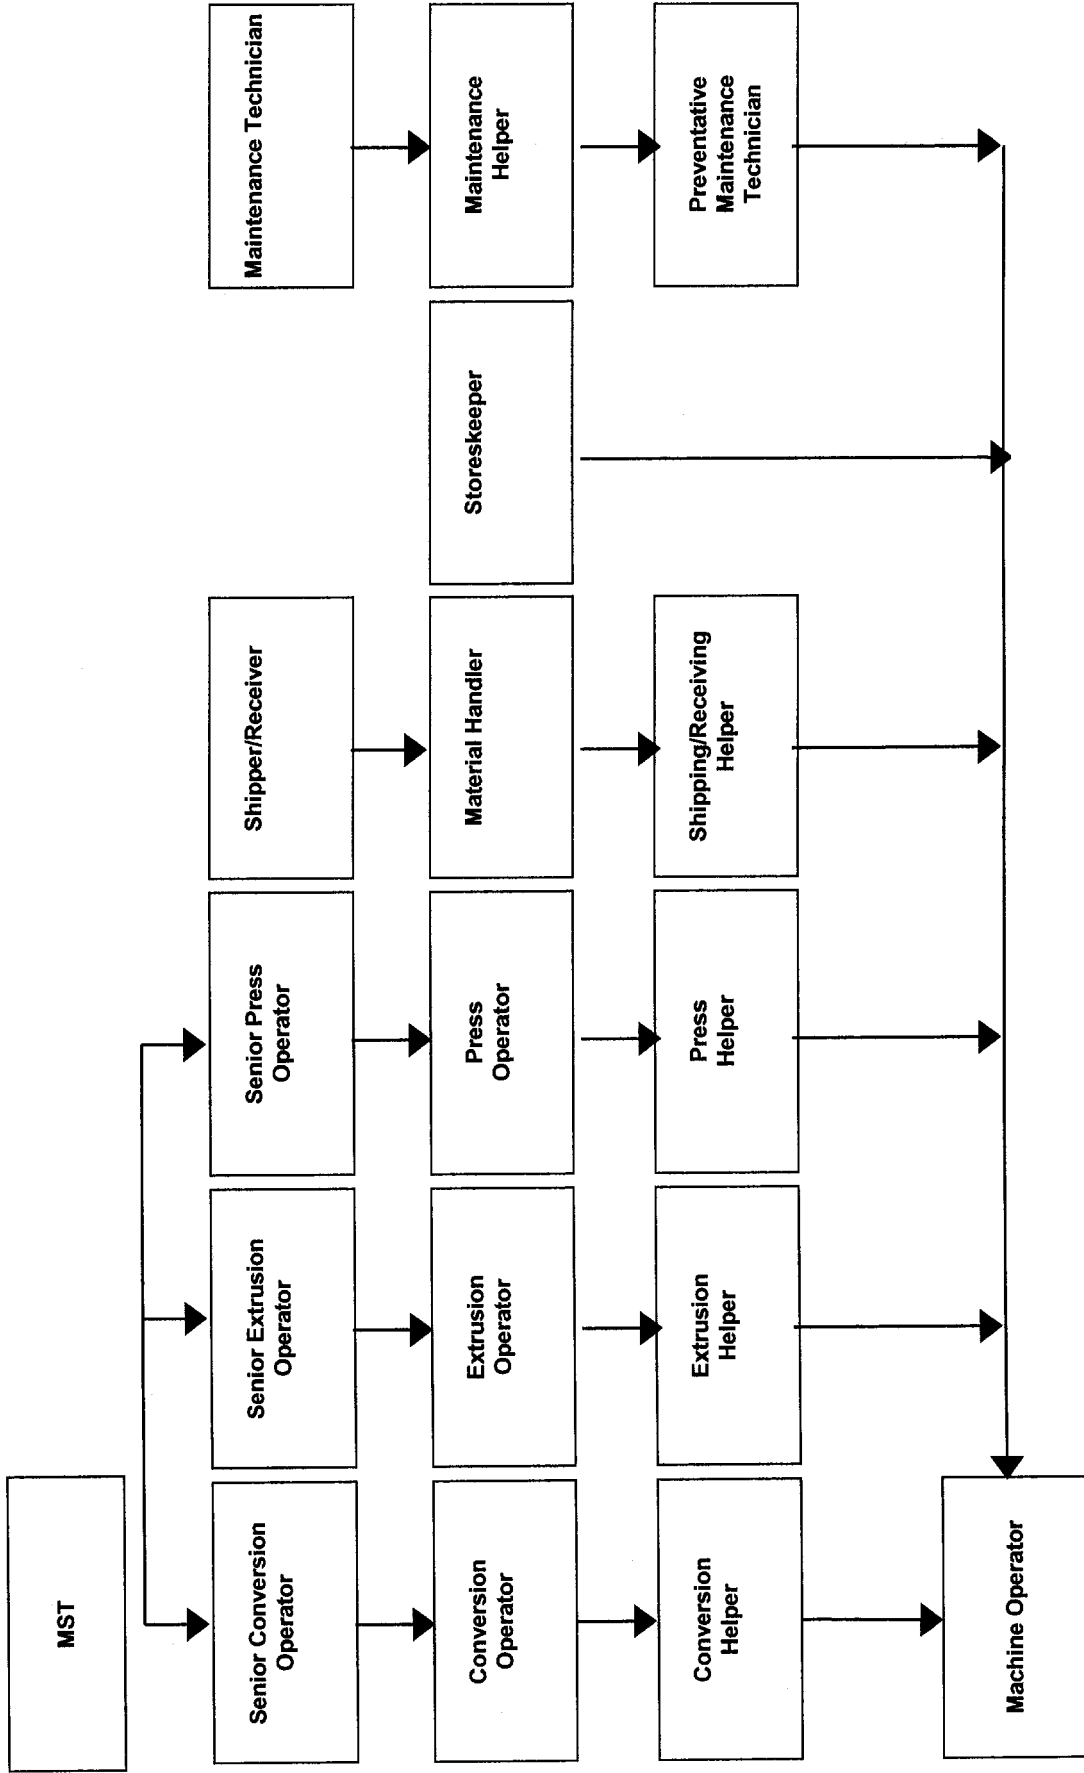 MST
Senior Conversion
Operator
Senior Extrusion
Operator
Senior Press
Operator
Shipper/Receiver
Maintenance Technician
Conversion
Operator
Extrusion
Operator
Press
Operator
Material Handler
Storeskeeper
Maintenance
Helper
Conversion
Helper
Extrusion
Helper
Press
Helper
Shipping/Receiving
Helper
Preventative
Maintenance
Technician
Machine Operator